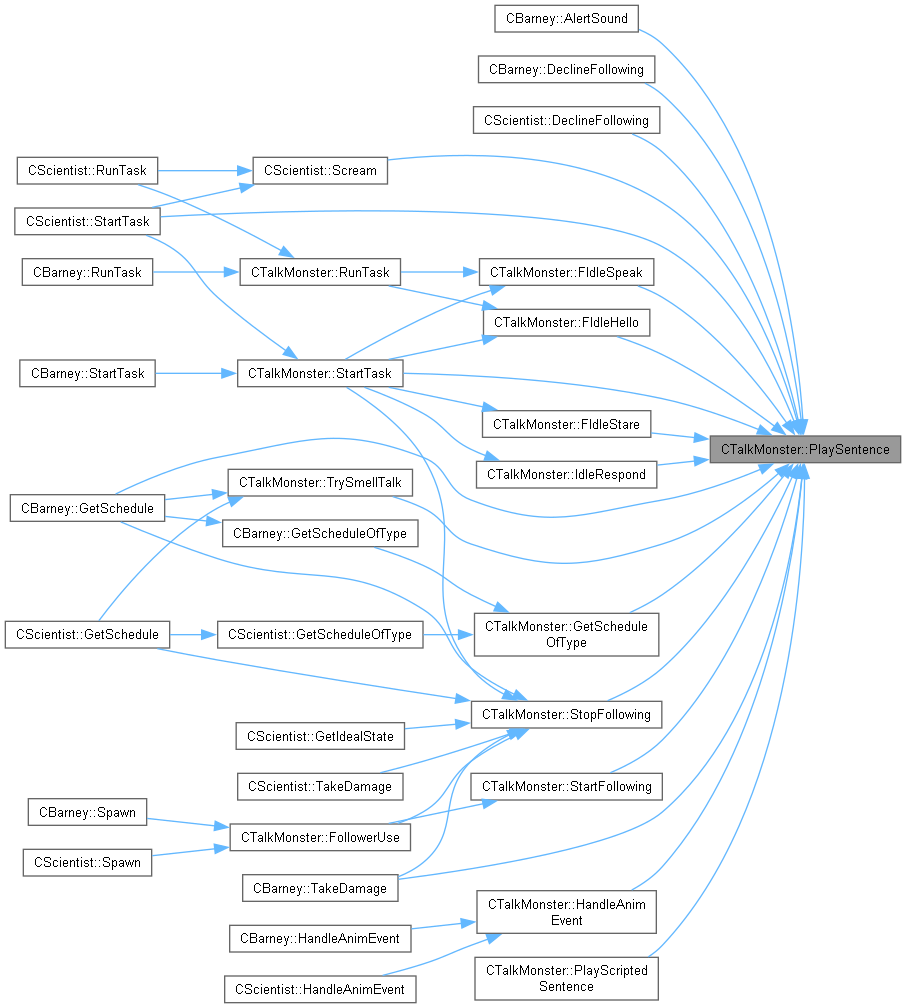 CBarney::AlertSound
CBarney::DeclineFollowing
CScientist::DeclineFollowing
CScientist::RunTask
CScientist::Scream
CScientist::StartTask
CBarney::RunTask
CTalkMonster::RunTask
CTalkMonster::FIdleSpeak
CTalkMonster::FIdleHello
CBarney::StartTask
CTalkMonster::StartTask
CTalkMonster::FIdleStare
CTalkMonster::PlaySentence
CTalkMonster::IdleRespond
CTalkMonster::TrySmellTalk
CBarney::GetSchedule
CBarney::GetScheduleOfType
CScientist::GetSchedule
CScientist::GetScheduleOfType
CTalkMonster::GetSchedule
OfType
CTalkMonster::StopFollowing
CScientist::GetIdealState
CScientist::TakeDamage
CTalkMonster::StartFollowing
CBarney::Spawn
CTalkMonster::FollowerUse
CScientist::Spawn
CBarney::TakeDamage
CTalkMonster::HandleAnim
Event
CBarney::HandleAnimEvent
CTalkMonster::PlayScripted
Sentence
CScientist::HandleAnimEvent